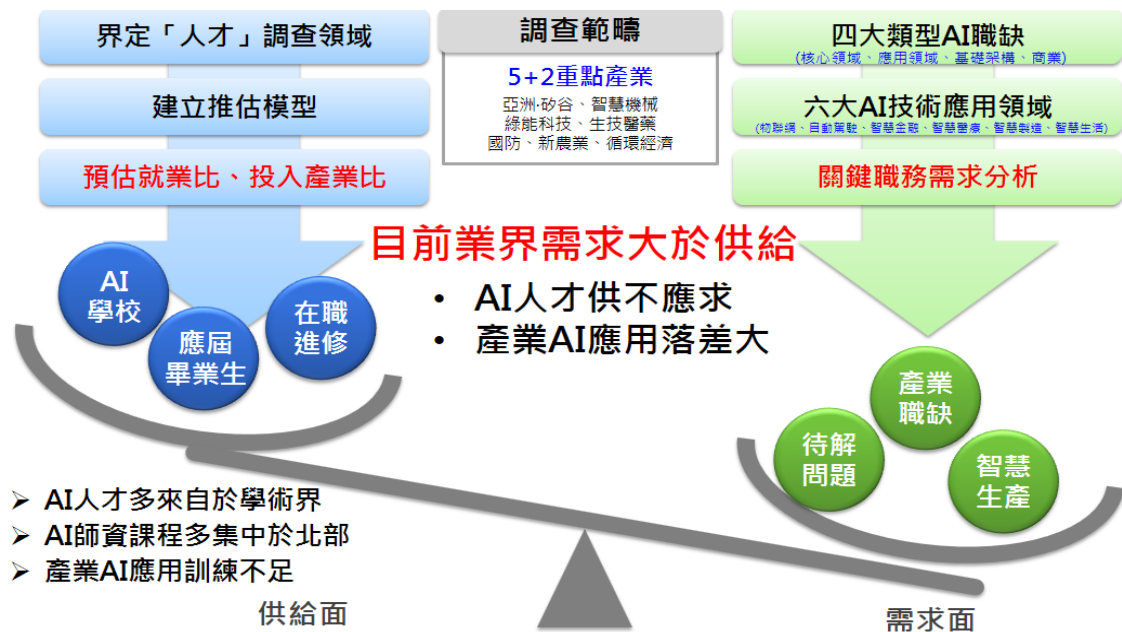 界定「人才」調查領域
建立推估模型
預估就業比、投入產業比
調查範疇
5+2重點產業
亞洲·矽谷、智慧機械
綠能科技、生技醫藥
國防、新農業、循環經濟
四大類型AI職缺
(核心領域、應用領域、基礎架構、商業)
六大AI技術應用領域
(物聯網、自動駕駛、智慧金融、智慧醫療、智慧製造、智慧生活)
關鍵職務需求分析
目前業界需求大於供給
• AI人才供不應求
• 產業AI應用落差大
AI
學校
應屆
畢業生
在職
進修
產業
職缺
待解
問題
智慧
生產
➢ AI人才多來自於學術界
➢ AI師資課程多集中於北部
➢ 產業AI應用訓練不足
供給面
需求面